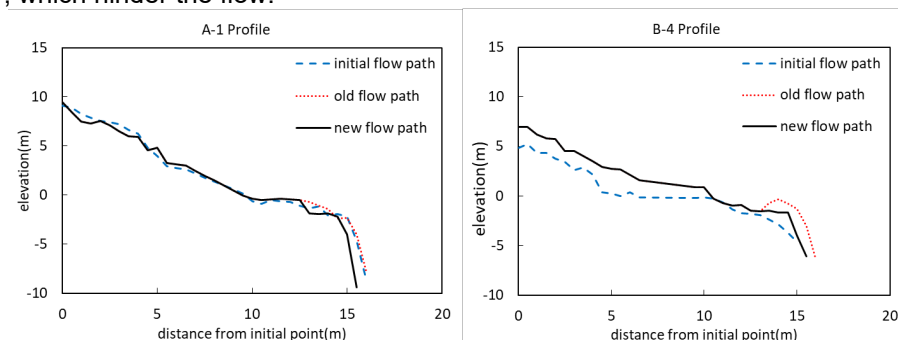 , which hinder the flow.
A-1 Profile
15
10
5
0
-5
-10
0
5
10
15
20
elevation(m)
distance from initial point(m)
initial flow path
old flow path
new flow path
B-4 Profile
15
10
5
0
-5
-10
0
5
10
15
20
elevation(m)
distance from initial point(m)
initial flow path
old flow path
new flow path